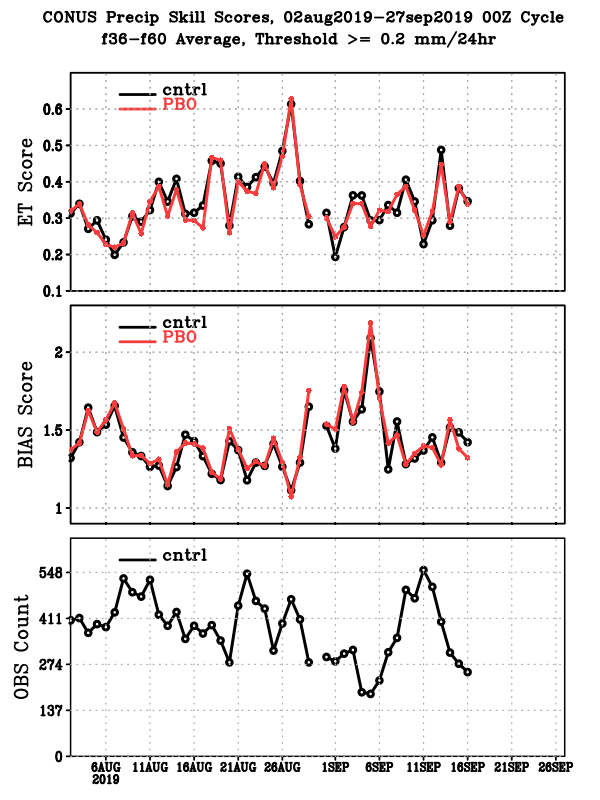 CONUS Precip Skill Scores, 02aug2019-27sep2019 00Z Cycle
f36-f60 Average, Threshold >= 0.2 mm/24hr
cntrl
PBO
0.6
0.5
0.4
0.3
0.2
0.1
ET Score
cntrl
PBO
2
1.5
1
BIAS Score
cntrl
548
411
274
137
0
OBS Count
6AUG 11AUG 16AUG 21AUG 26AUG 1SEP 6SEP 11SEP 16SEP 21SEP 26SEP
2019